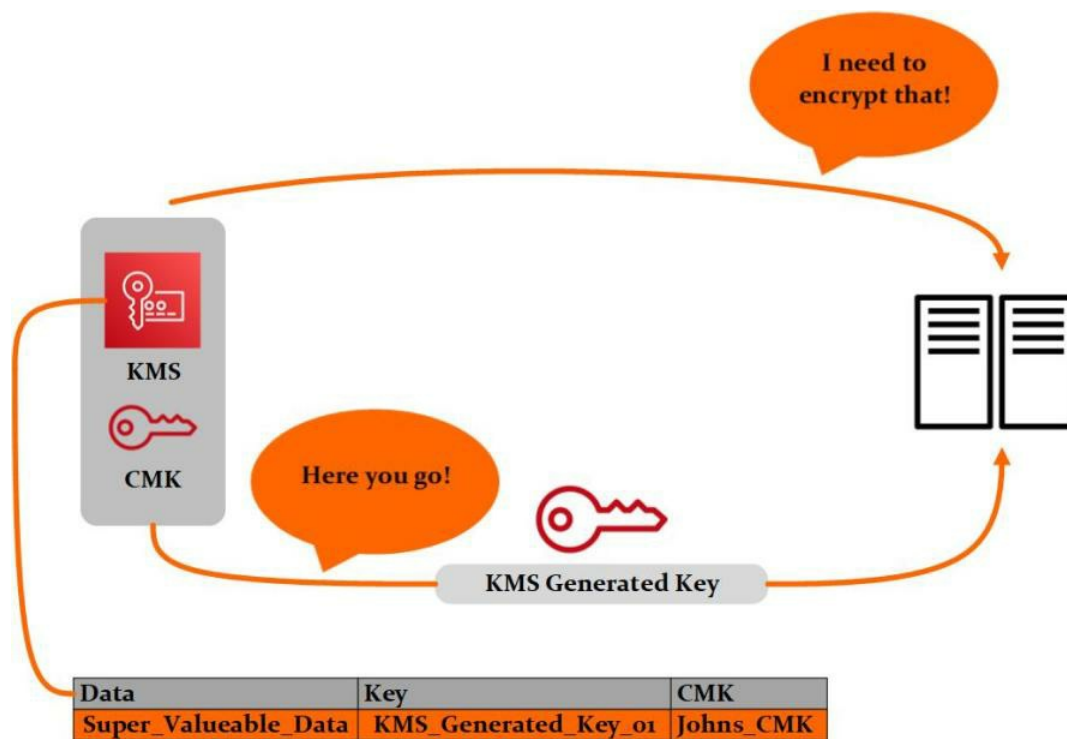 I need to
encrypt that!
KMS
CMK
Here you go!
KMS Generated Key
Data Key CMK
Super_Valueable_Data KMS_Generated_Key_01 Johns_CMK